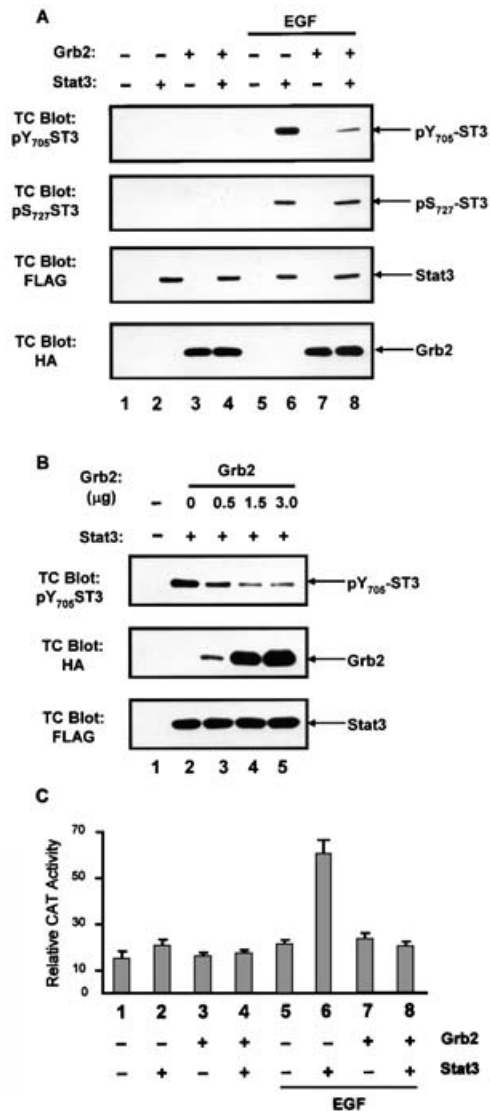 A
EGF
Grb2: – – + + – – + +
Stat3: – + – + – + – +
TC Blot:
pY705ST3
pY705-ST3
TC Blot:
pS727ST3
pS727-ST3
TC Blot:
FLAG
Stat3
TC Blot:
HA
Grb2
1 2 3 4 5 6 7 8
B
Grb2
Grb2:
(μg)
– 0 0.5 1.5 3.0
Stat3: – + + + +
TC Blot:
pY705ST3
pY705-ST3
TC Blot:
HA
Grb2
TC Blot:
FLAG
Stat3
1 2 3 4 5
C
Relative CAT Activity
70
50
30
10
0
1 2 3 4 5 6 7 8
– – + + – – + + Grb2
– + – + – + – + Stat3
EGF